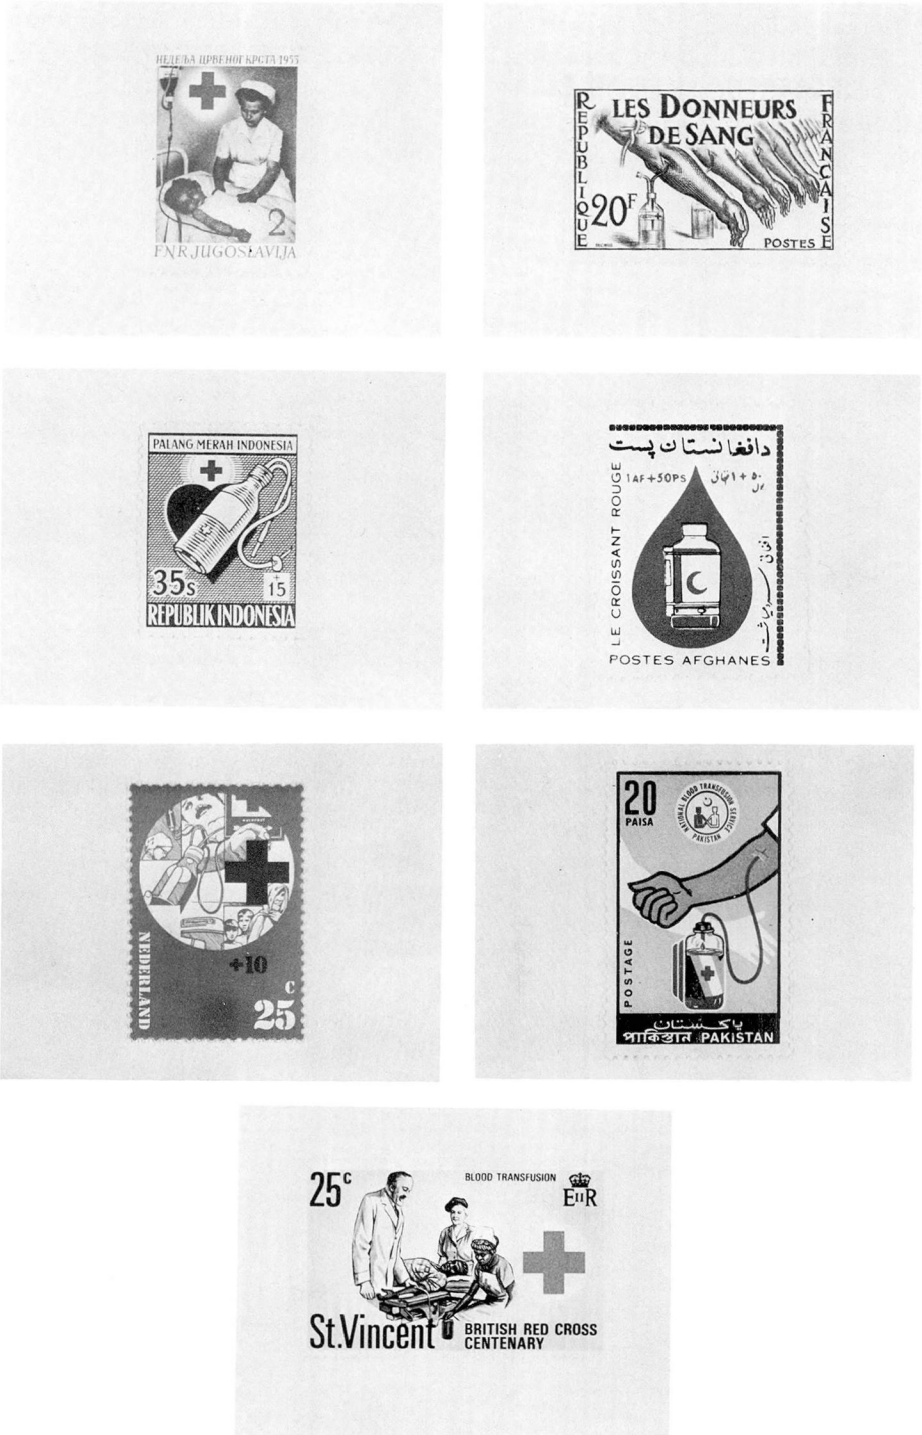 НЕДЕЉА ЦРВЕНОГ КРСТА 1955
2
FNR JUGOSLAVIJA
RÉPUBLIQUE
LES DONNEURS
DE SANG
FRANÇAISE
20F
POSTES
PALANG MERAH INDONESIA
35s
+
15
REPUBLIK INDONESIA
دافغانستان پست
1AF+50PS
LE CROISSANT ROUGE
POSTES AFGHANES
NEDERLAND
+10
c
25
20
PAISA
NATIONAL BLOOD TRANSFUSION SERVICE
PAKISTAN
POSTAGE
پاکستان
পাকিস্তান PAKISTAN
25c
BLOOD TRANSFUSION
EIIR
St.Vincent
BRITISH RED CROSS
CENTENARY